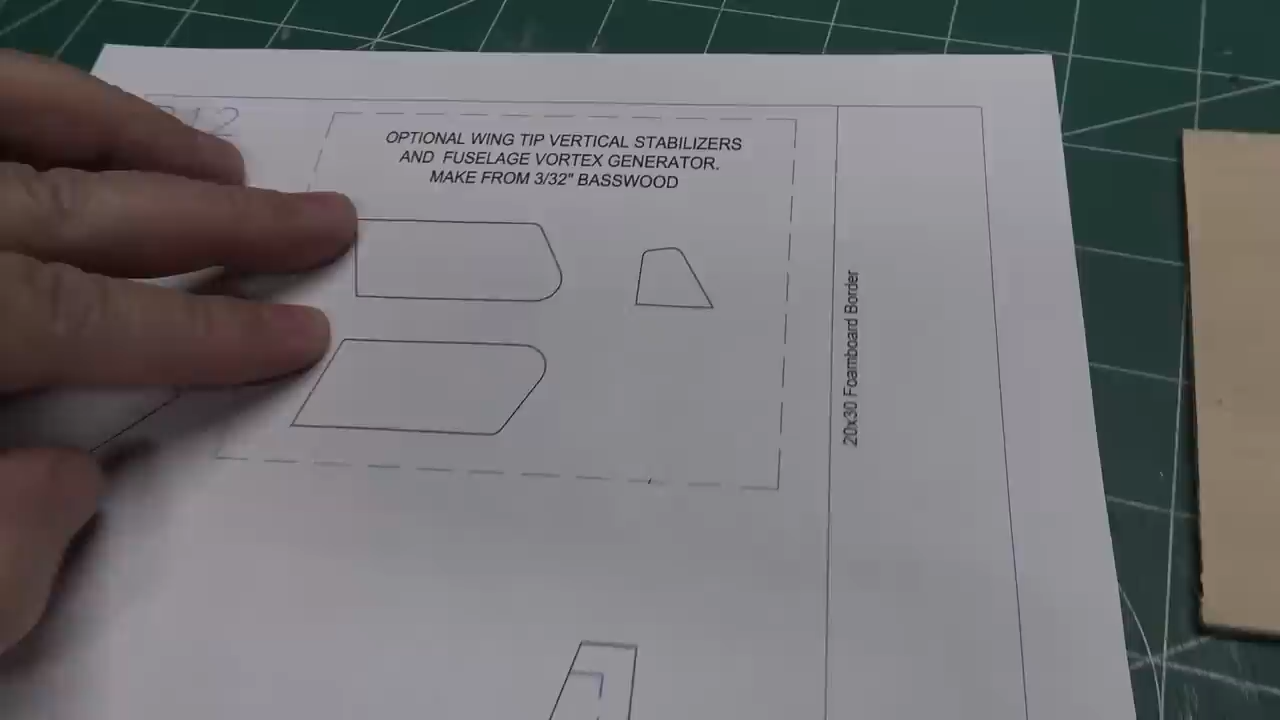 OPTIONAL WING TIP VERTICAL STABILIZERS
AND FUSELAGE VORTEX GENERATOR.
MAKE FROM 3/32" BASSWOOD
20x30 Foamboard Border